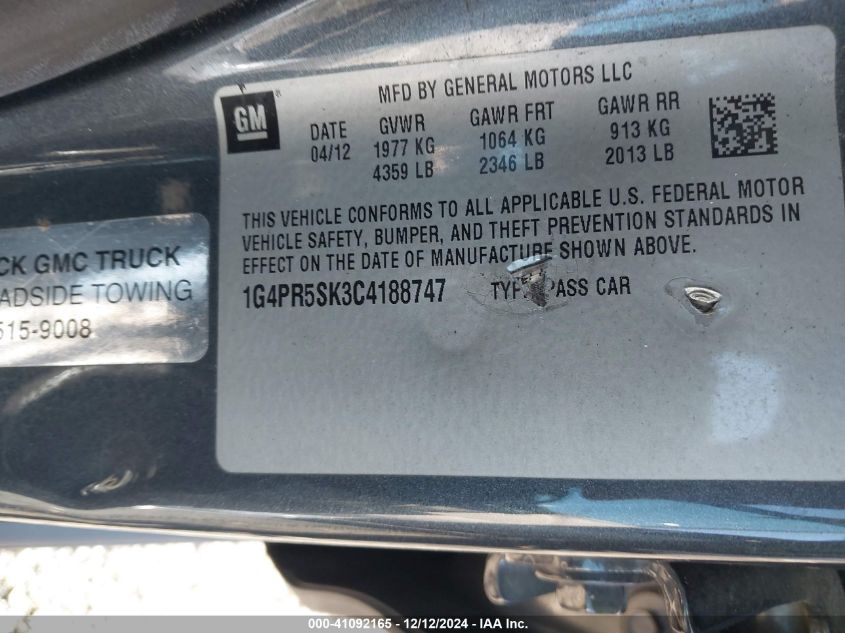 MFD BY GENERAL MOTORS LLC
GM
DATE GVWR GAWR FRT GAWR RR
04/12 1977 KG 1064 KG 913 KG
4359 LB 2346 LB 2013 LB
THIS VEHICLE CONFORMS TO ALL APPLICABLE U.S. FEDERAL MOTOR
VEHICLE SAFETY, BUMPER, AND THEFT PREVENTION STANDARDS IN
EFFECT ON THE DATE OF MANUFACTURE SHOWN ABOVE.
1G4PR5SK3C4188747 PASS CAR
CK GMC TRUCK
ADSIDE TOWING
515-9008
000-41092165 - 12/12/2024 - IAA Inc.